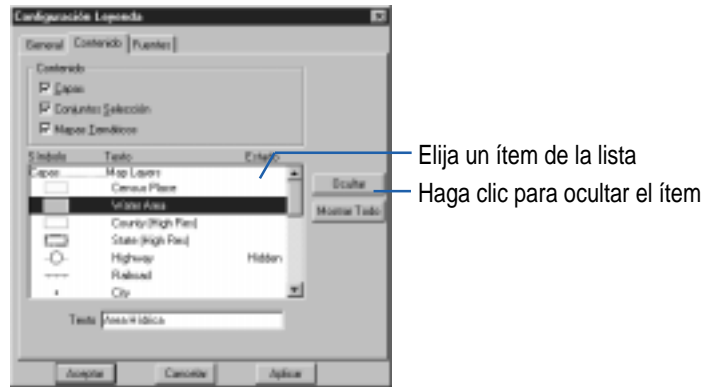 Configuración Leyenda
General Contenido Fuentes
Contenido
Capas
Conjuntos Selección
Mapas Temáticos
Símbolo Texto Estado
Capas Map Layers
Census Place
Water Area
County (High Res)
State (High Res)
Highway Hidden
Railroad
City
Ocultar
Mostrar Todo
Texto Area Hídrica
Aceptar Cancelar Aplicar
Elija un ítem de la lista
Haga clic para ocultar el ítem